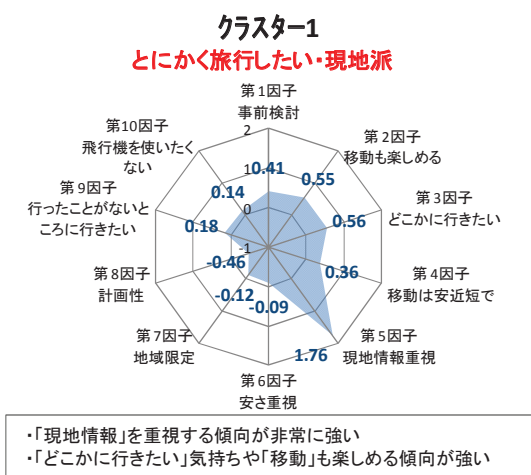 クラスター1
とにかく旅行したい・現地派
第1因子
事前検討
第2因子
移動も楽しめる
第3因子
どこかに行きたい
第4因子
移動は安近短で
第5因子
現地情報重視
第6因子
安さ重視
第7因子
地域限定
第8因子
計画性
第9因子
行ったことがないと
ころに行きたい
第10因子
飛行機を使いたく
ない
2
1
0
-1
0.41
0.55
0.56
0.36
1.76
-0.09
-0.12
-0.46
0.18
0.14
・「現地情報」を重視する傾向が非常に強い
・「どこかに行きたい」気持ちや「移動」も楽しめる傾向が強い